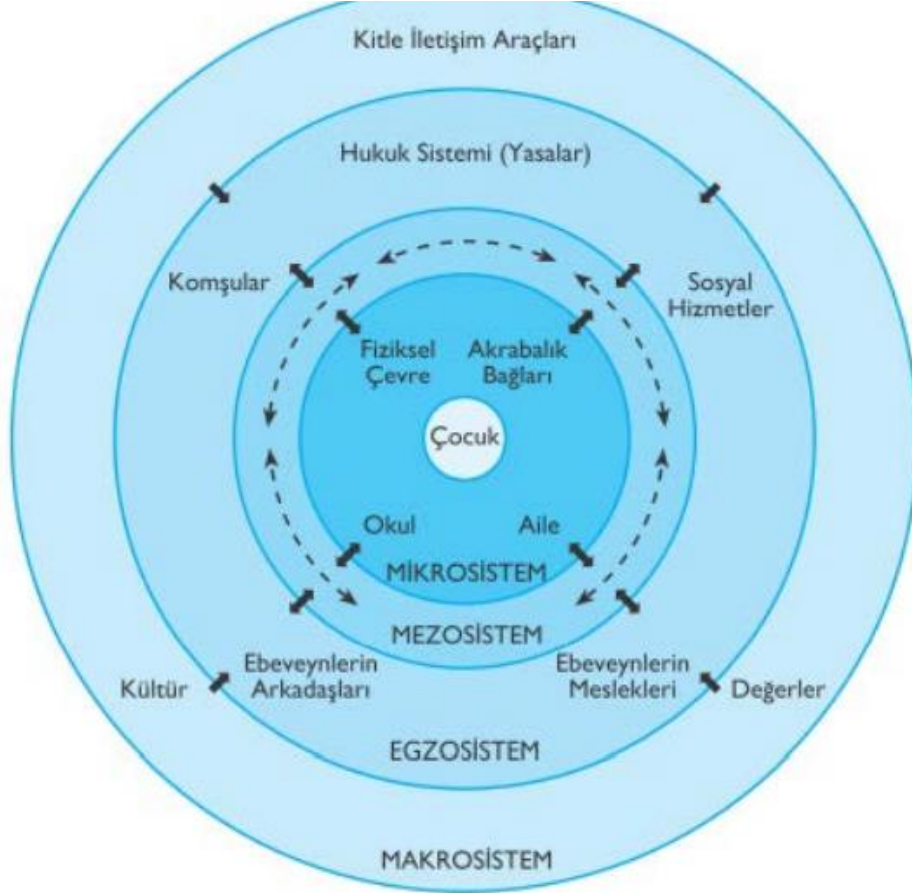 Kitle İletişim Araçları
Hukuk Sistemi (Yasalar)
Komşular
Sosyal
Hizmetler
Fiziksel
Çevre
Akrabalık
Bağları
Çocuk
Okul
Aile
MİKROSİSTEM
MEZOSİSTEM
Kültür
Ebeveynlerin
Arkadaşları
Ebeveynlerin
Meslekleri
Değerler
EGZOSİSTEM
MAKROSİSTEM